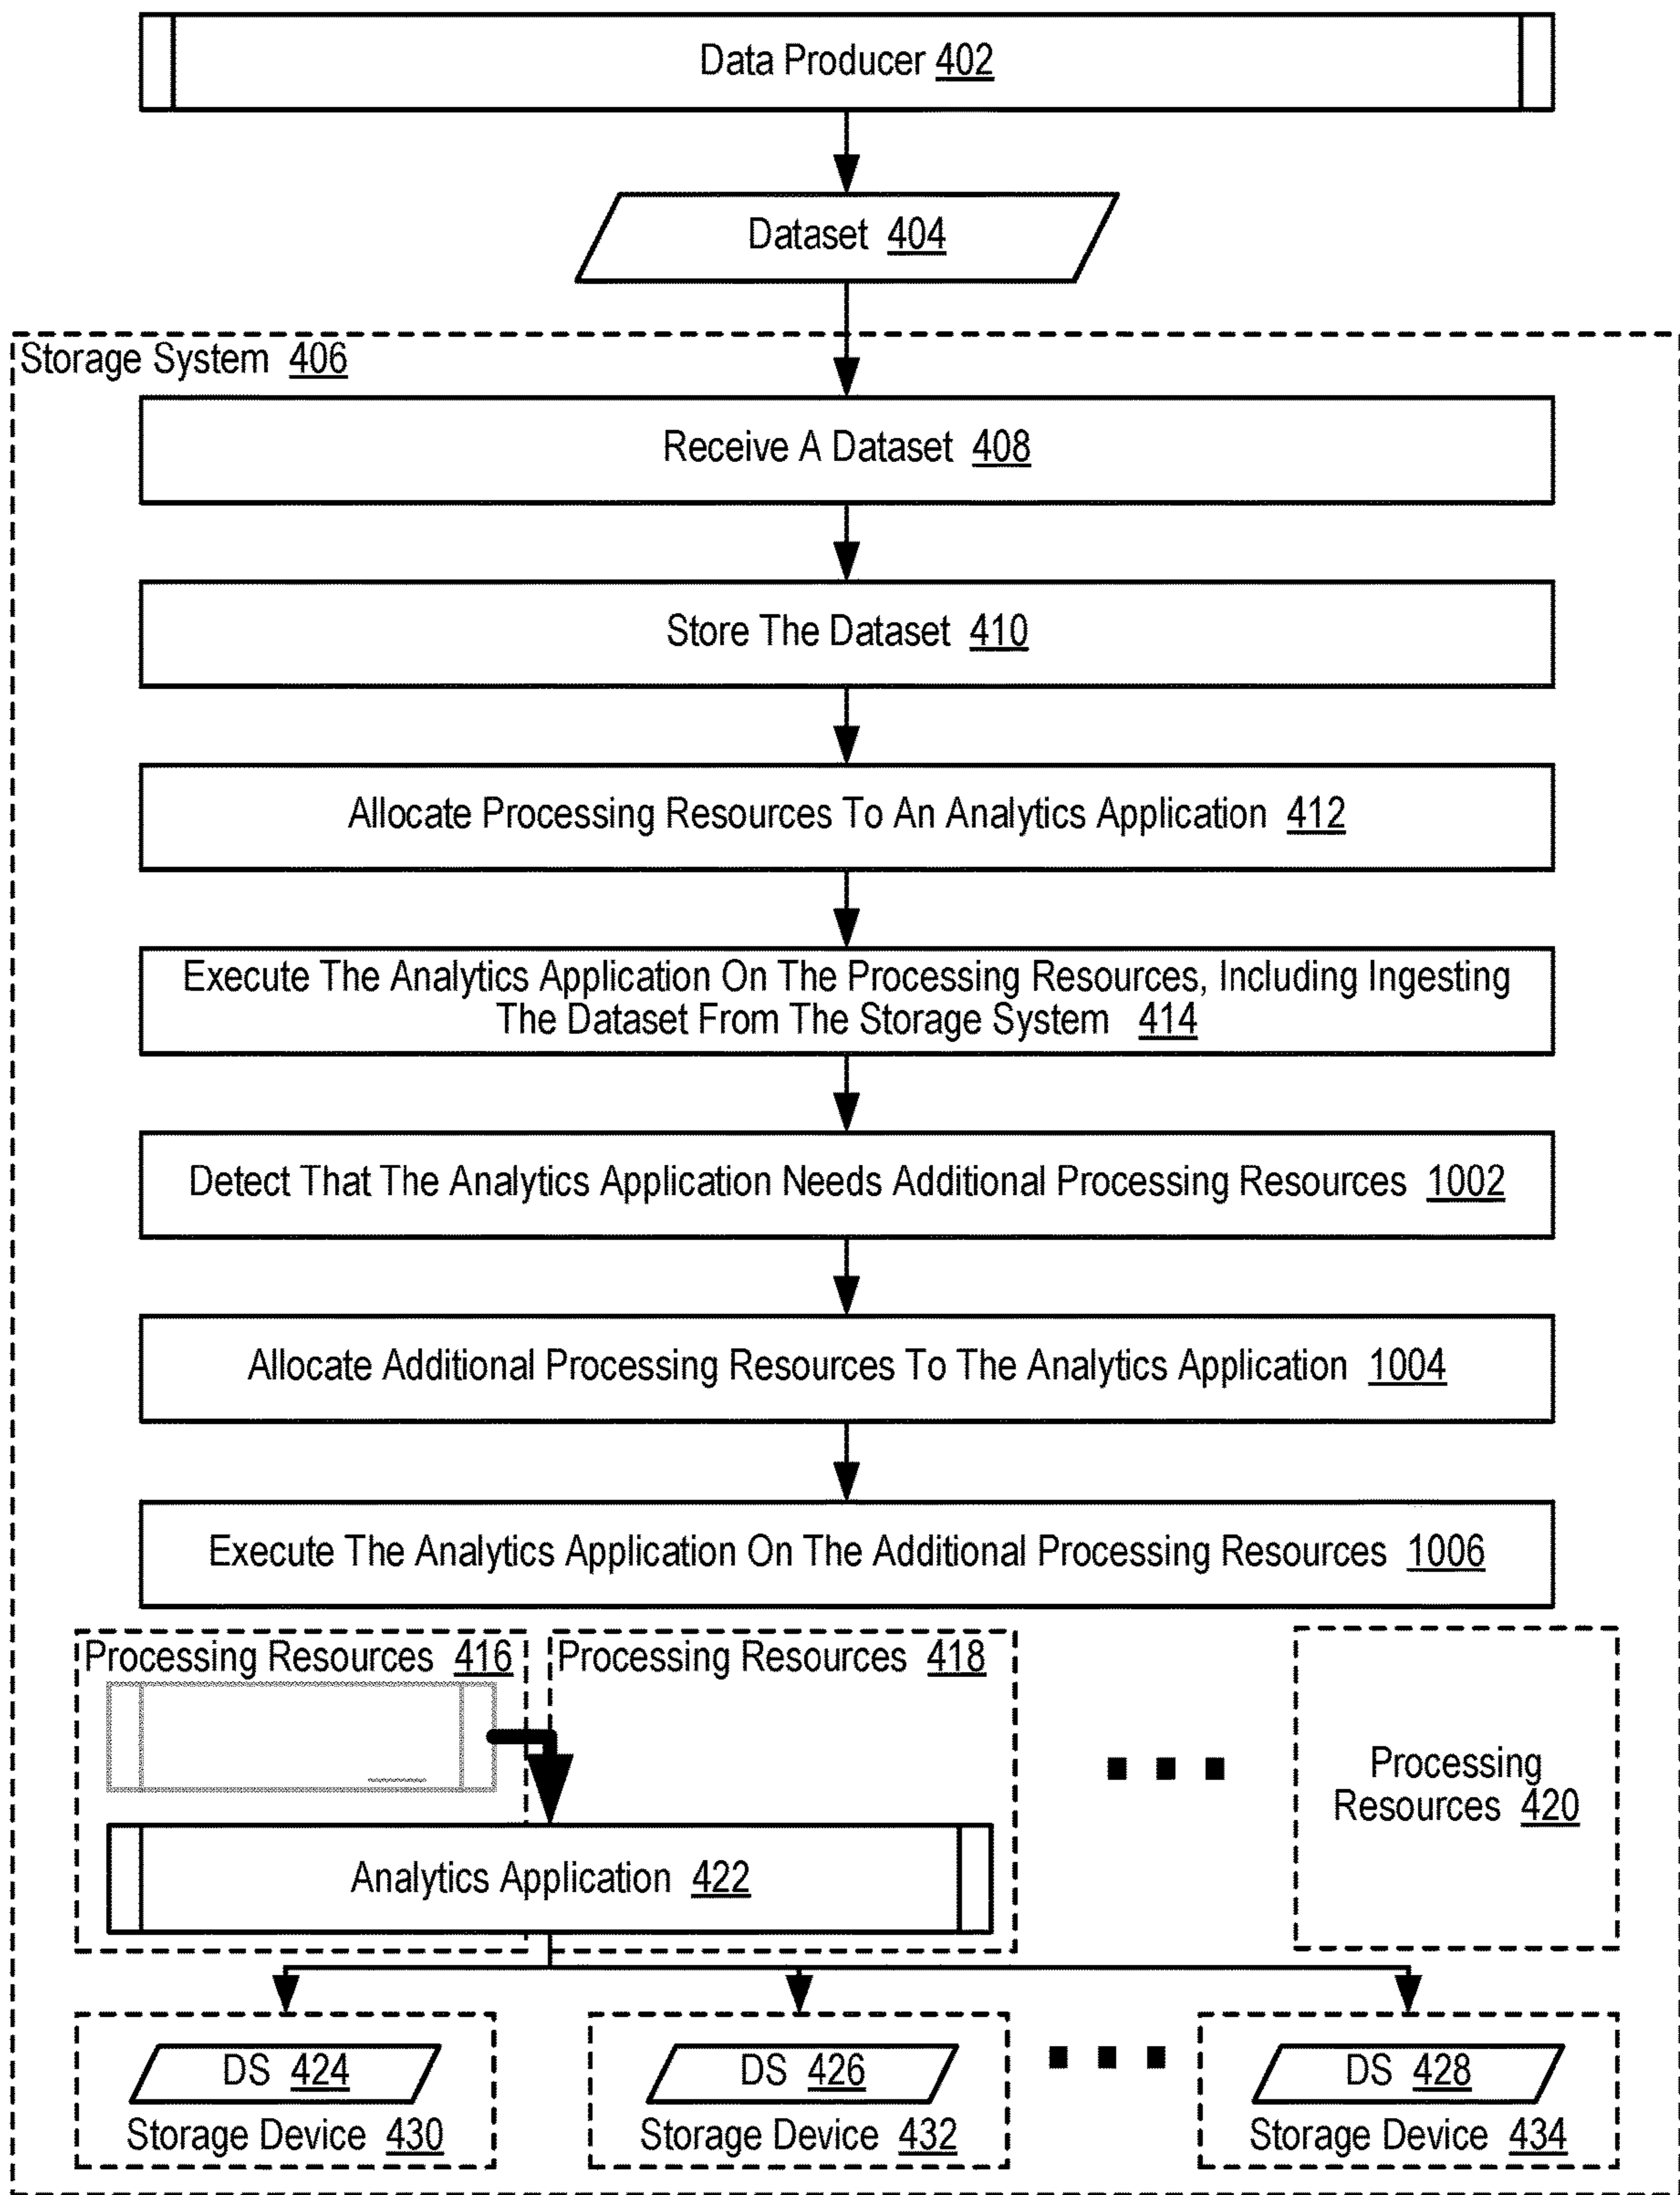 Data Producer 402
Dataset 404
Storage System 406
Receive A Dataset 408
Store The Dataset 410
Allocate Processing Resources To An Analytics Application 412
Execute The Analytics Application On The Processing Resources, Including Ingesting
The Dataset From The Storage System 414
Detect That The Analytics Application Needs Additional Processing Resources 1002
Allocate Additional Processing Resources To The Analytics Application 1004
Execute The Analytics Application On The Additional Processing Resources 1006
Processing Resources 416
Processing Resources 418
Processing
Resources 420
Analytics Application 422
DS 424
Storage Device 430
DS 426
Storage Device 432
DS 428
Storage Device 434